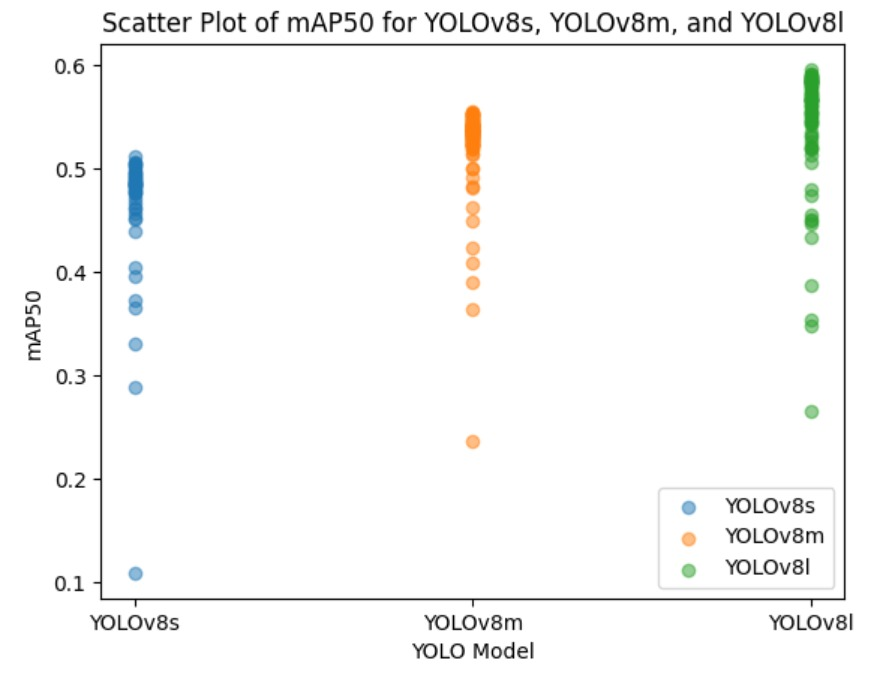 Scatter Plot of mAP50 for YOLOv8s, YOLOv8m, and YOLOv8l
0.6
0.5
0.4
0.3
0.2
0.1
mAP50
YOLOv8s
YOLOv8m
YOLOv8l
YOLOv8s YOLOv8m YOLOv8l
YOLO Model